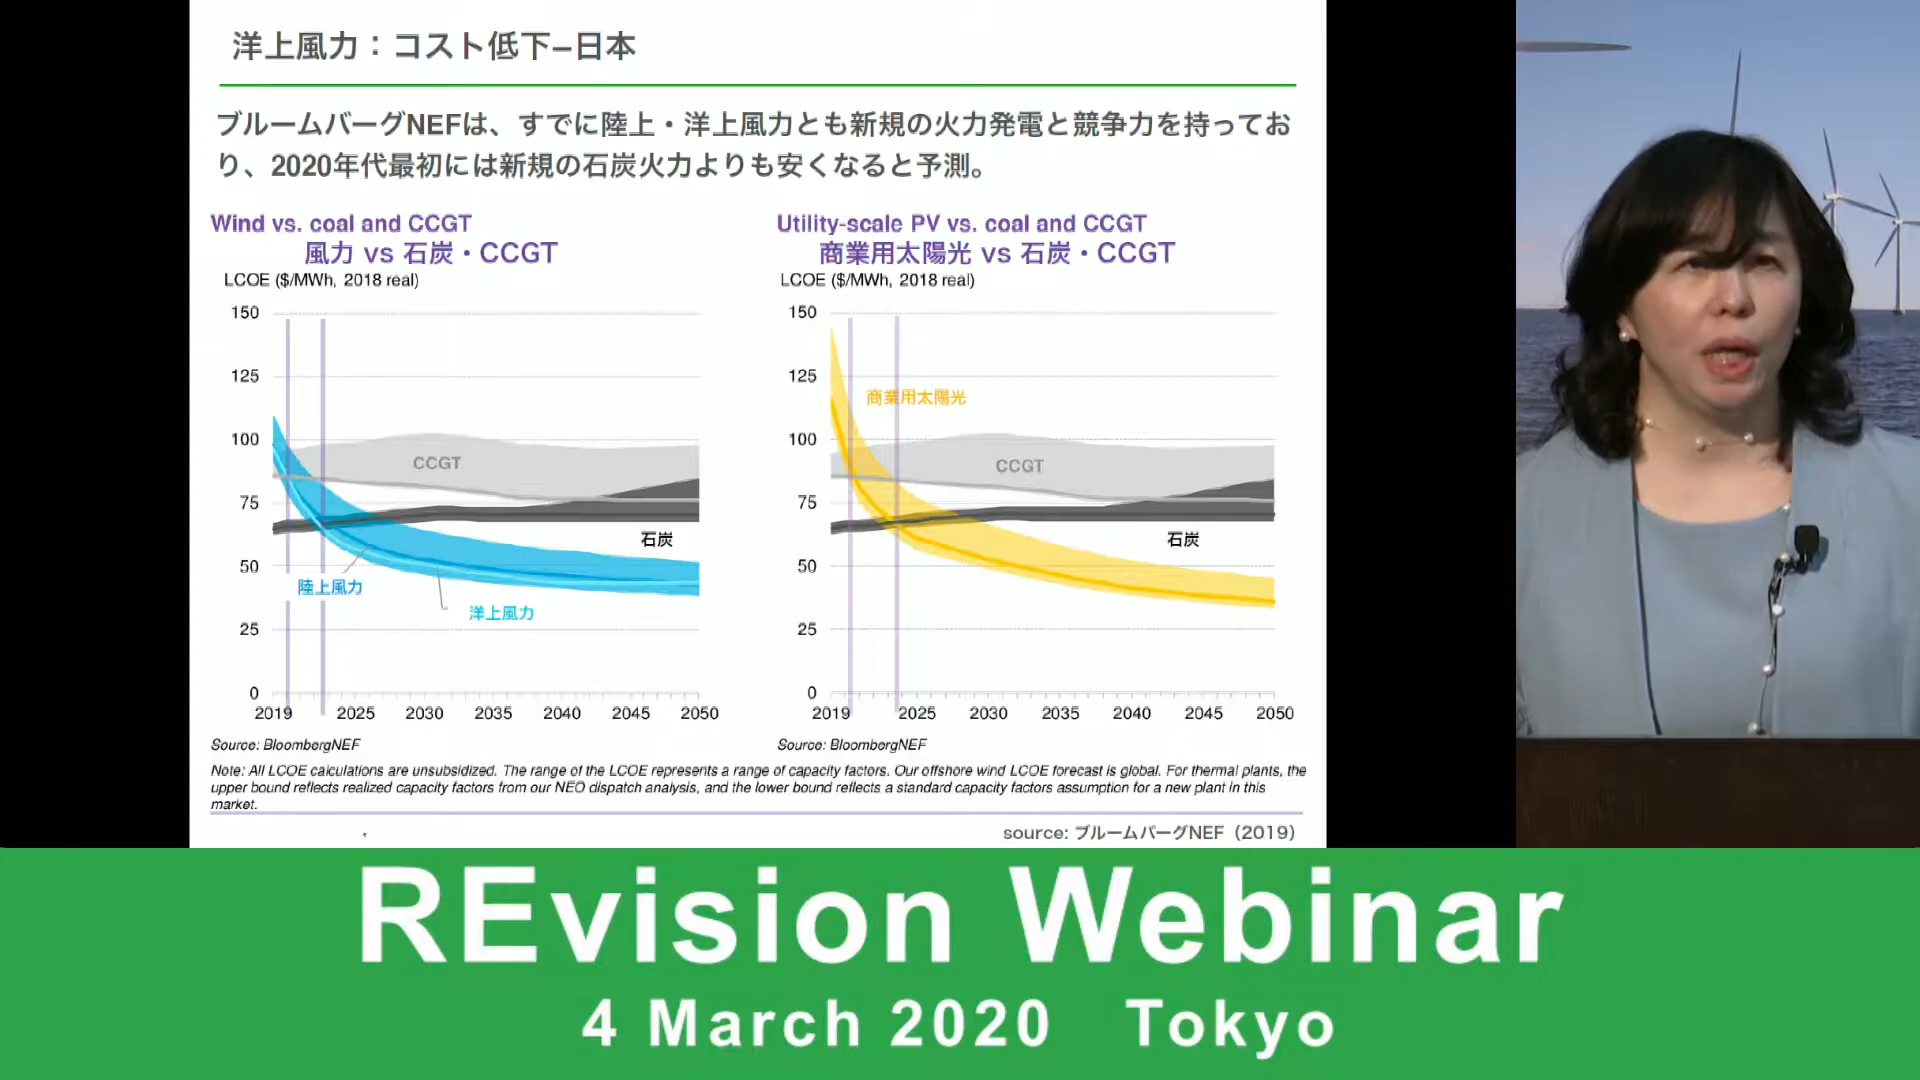 洋上風力：コスト低下–日本
ブルームバーグNEFは、すでに陸上・洋上風力とも新規の火力発電と競争力を持ってお
り、2020年代最初には新規の石炭火力よりも安くなると予測。
Wind vs. coal and CCGT
風力 vs 石炭・CCGT
LCOE ($/MWh, 2018 real)
150
125
100
75
50
25
0
CCGT
石炭
陸上風力
洋上風力
2019 2025 2030 2035 2040 2045 2050
Source: BloombergNEF
Utility-scale PV vs. coal and CCGT
商業用太陽光 vs 石炭・CCGT
LCOE ($/MWh, 2018 real)
150
125
100
75
50
25
0
商業用太陽光
CCGT
石炭
2019 2025 2030 2035 2040 2045 2050
Source: BloombergNEF
Note: All LCOE calculations are unsubsidized. The range of the LCOE represents a range of capacity factors. Our offshore wind LCOE forecast is global. For thermal plants, the
upper bound reflects realized capacity factors from our NEO dispatch analysis, and the lower bound reflects a standard capacity factors assumption for a new plant in this
market.
source: ブルームバーグNEF（2019）
REvision Webinar
4 March 2020 Tokyo